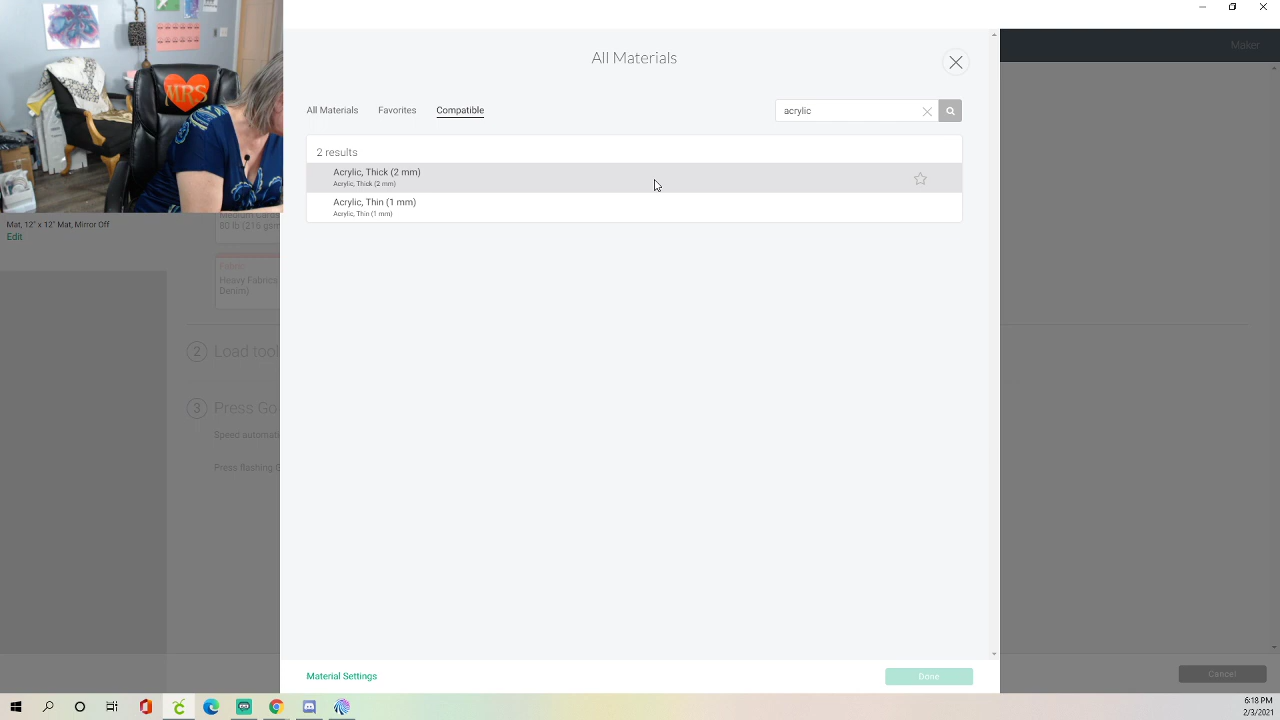 MRS
Maker
All Materials
All Materials Favorites Compatible
acrylic
2 results
Acrylic, Thick (2 mm)
Acrylic, Thick (2 mm)
Acrylic, Thin (1 mm)
Acrylic, Thin (1 mm)
Mat, 12" x 12" Mat, Mirror Off
Edit
Medium Cards
80 lb (216 gsm
Fabric
Heavy Fabrics
Denim)
2 Load tool
3 Press Go
Speed automati
Press flashing G
Material Settings
Done
Cancel
6:18 PM
2/3/2021